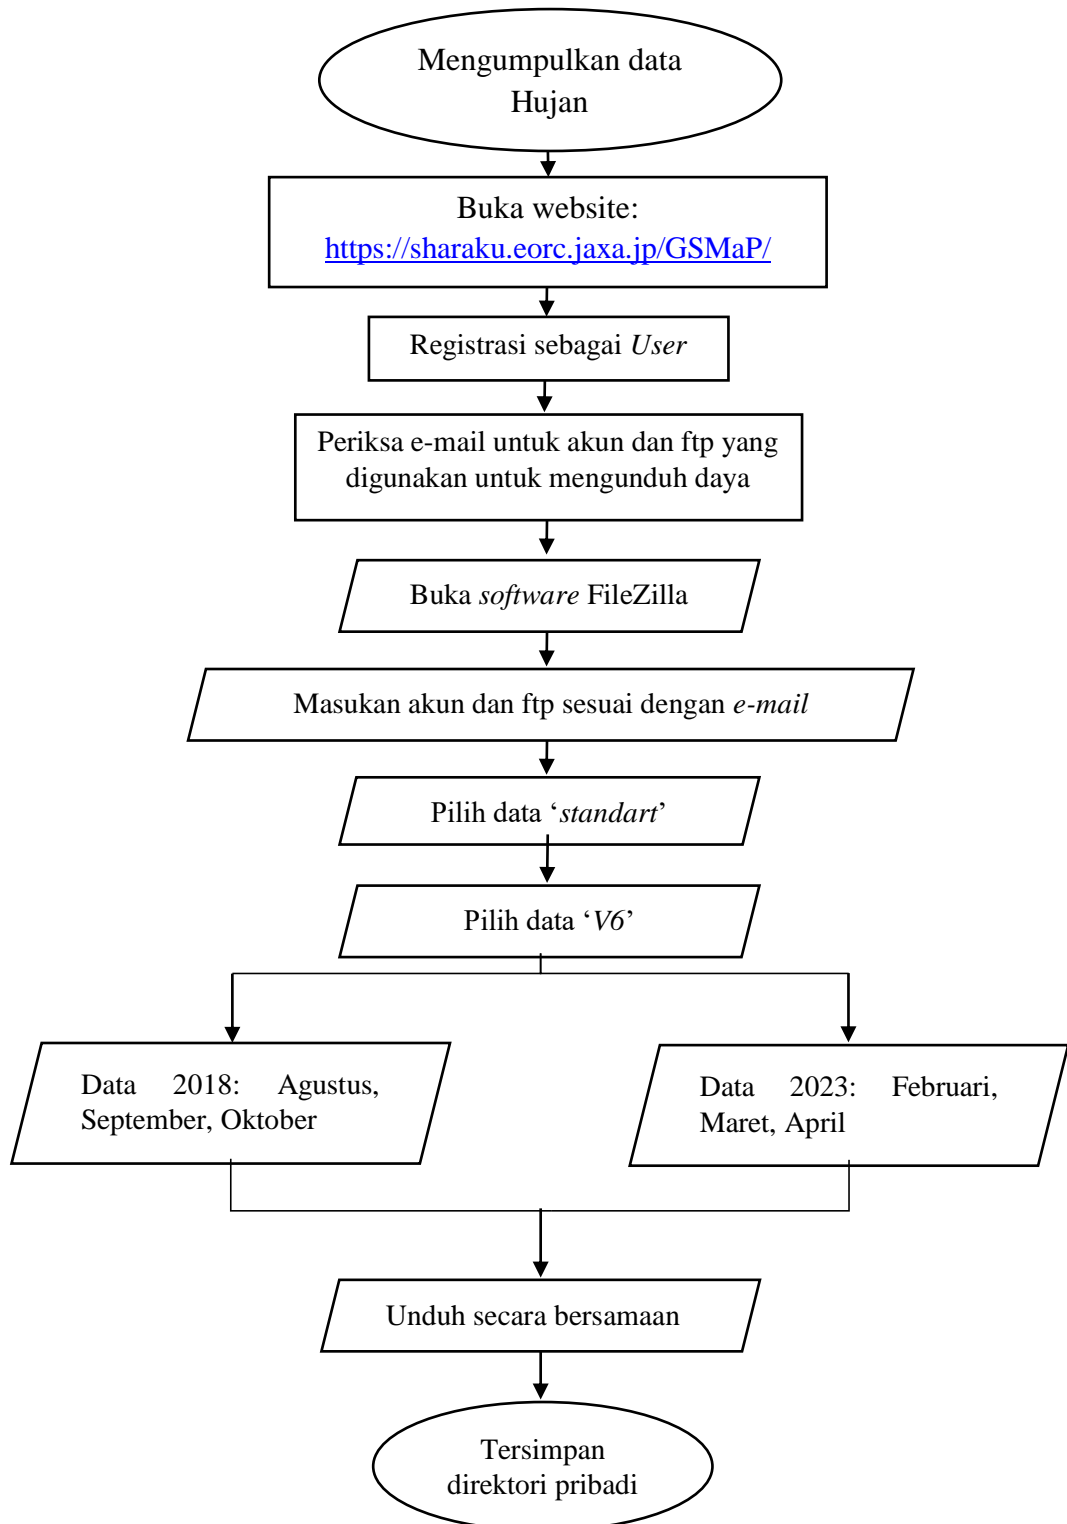 Mengumpulkan data
Hujan
Buka website:
https://sharaku.eorc.jaxa.jp/GSMaP/
Registrasi sebagai User
Periksa e-mail untuk akun dan ftp yang
digunakan untuk mengunduh daya
Buka software FileZilla
Masukan akun dan ftp sesuai dengan e-mail
Pilih data ‘standart’
Pilih data ‘V6’
Data 2018: Agustus,
September, Oktober
Data 2023: Februari,
Maret, April
Unduh secara bersamaan
Tersimpan
direktori pribadi